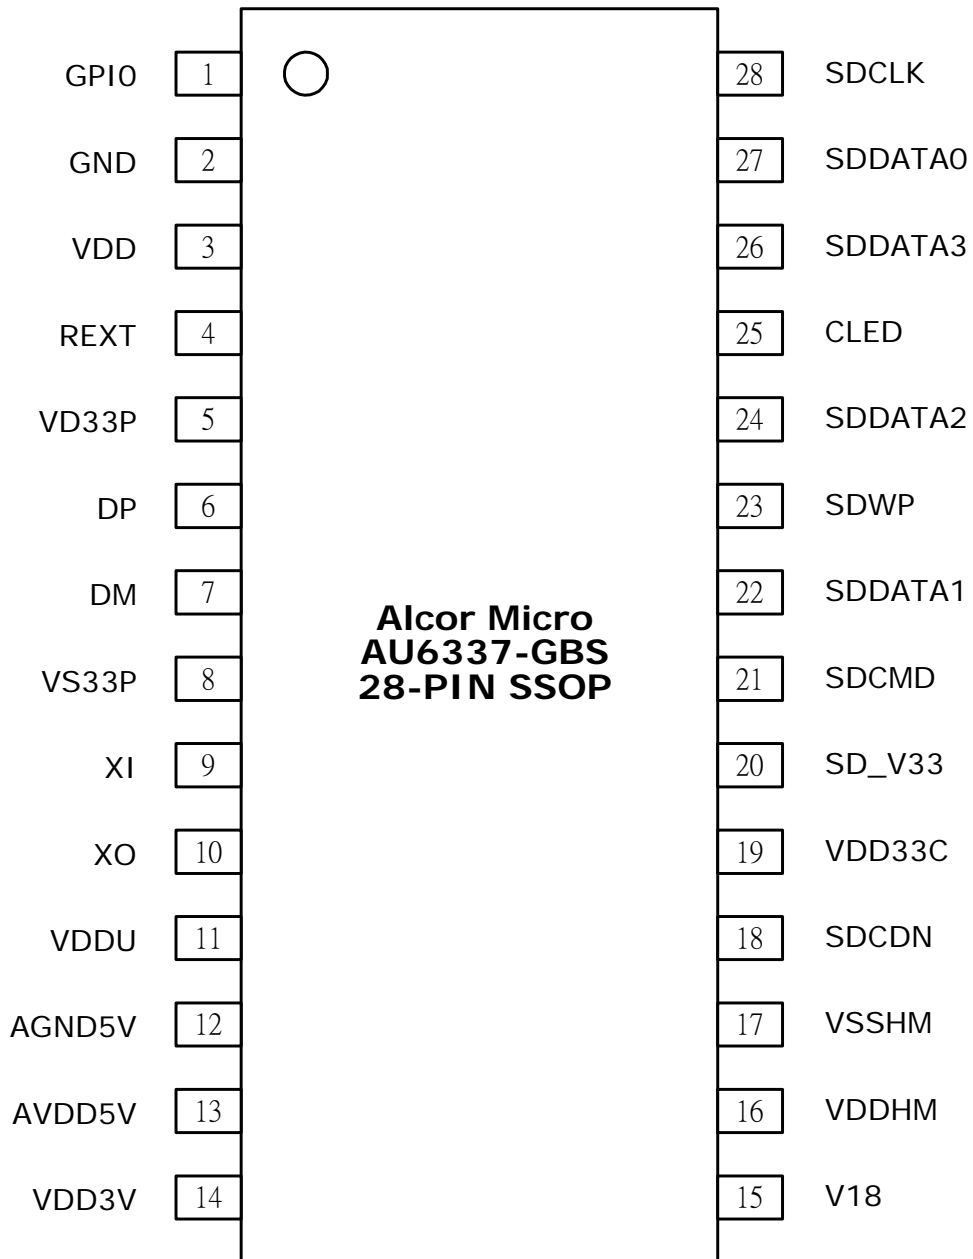 GPI0 1 28 SDCLK
GND 2 27 SDDATA0
VDD 3 26 SDDATA3
REXT 4 25 CLED
VD33P 5 24 SDDATA2
DP 6 23 SDWP
DM 7 22 SDDATA1
Alcor Micro
AU6337-GBS
28-PIN SSOP
VS33P 8 21 SDCMD
XI 9 20 SD_V33
XO 10 19 VDD33C
VDDU 11 18 SDCDN
AGND5V 12 17 VSSHM
AVDD5V 13 16 VDDHM
VDD3V 14 15 V18